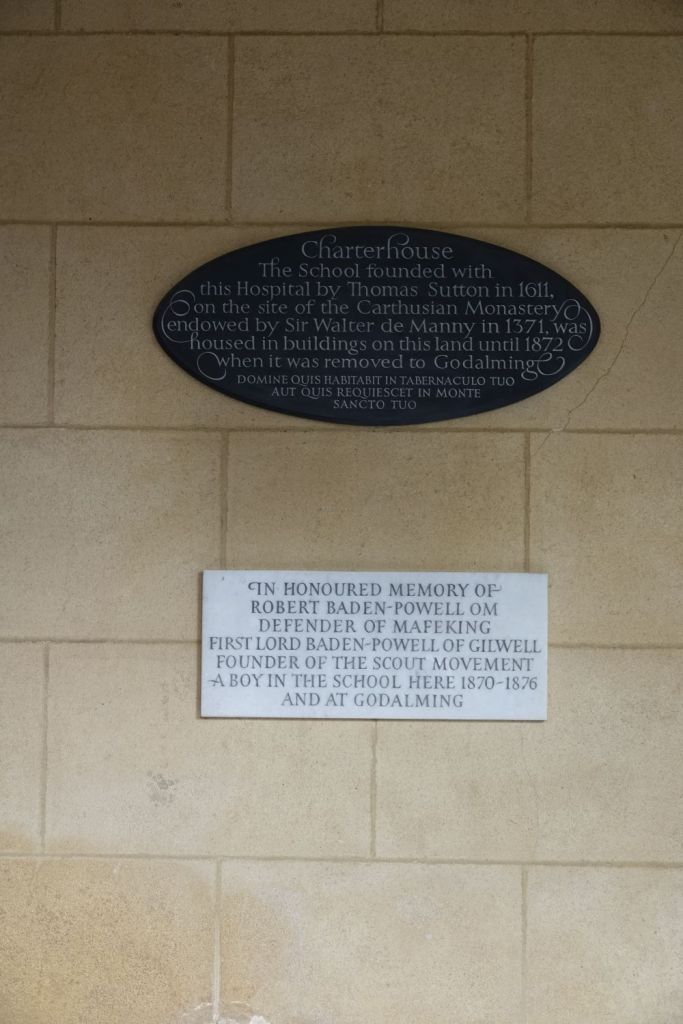 Charterhouse
The School founded with
this Hospital by Thomas Sutton in 1611,
on the site of the Carthusian Monastery
endowed by Sir Walter de Manny in 1371, was
housed in buildings on this land until 1872
when it was removed to Godalming
DOMINE QUIS HABITABIT IN TABERNACULO TUO
AUT QUIS REQUIESCET IN MONTE
SANCTO TUO
IN HONOURED MEMORY OF
ROBERT BADEN-POWELL OM
DEFENDER OF MAFEKING
FIRST LORD BADEN-POWELL OF GILWELL
FOUNDER OF THE SCOUT MOVEMENT
A BOY IN THE SCHOOL HERE 1870-1876
AND AT GODALMING